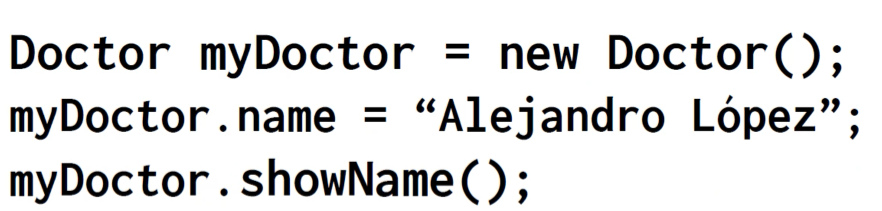 Doctor myDoctor = new Doctor();
myDoctor.name = “Alejandro López”;
myDoctor.showName();